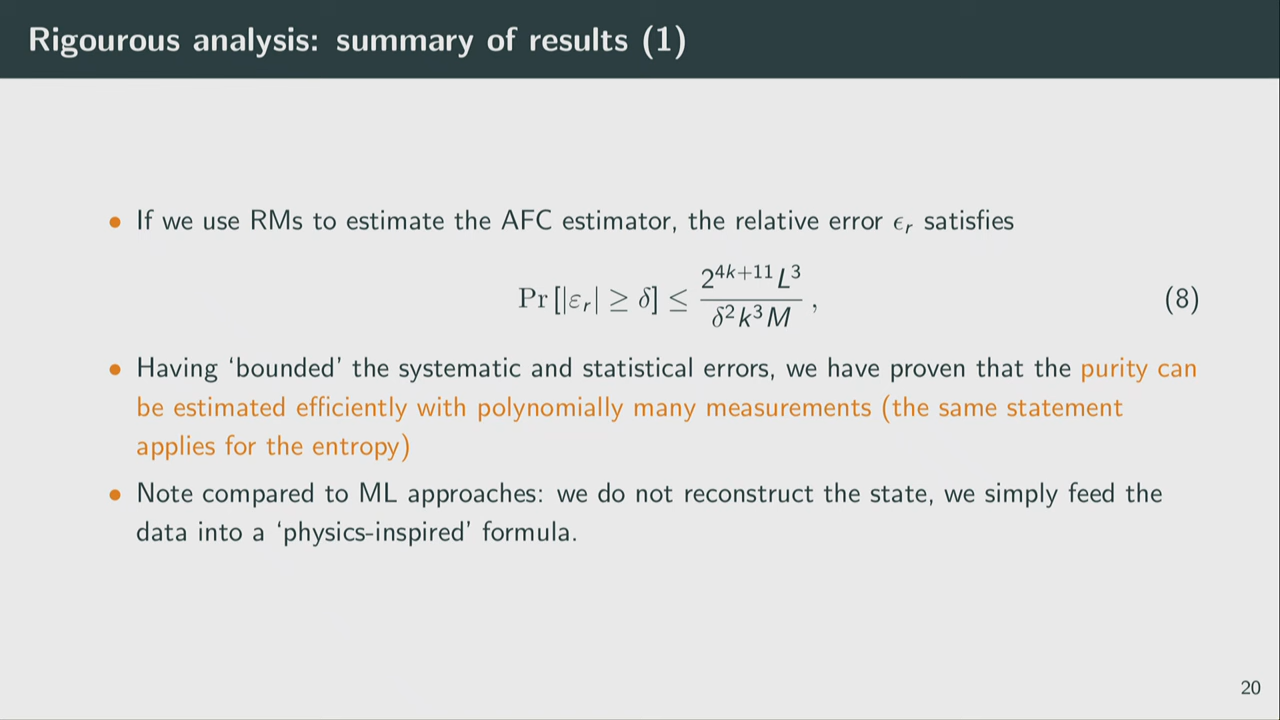 Rigourous analysis: summary of results (1)
• If we use RMs to estimate the AFC estimator, the relative error ϵ_r satisfies
Pr [|ε_r| ≥ δ] ≤ \frac{2^{4k+11} L^3}{δ^2 k^3 M} , (8)
• Having ‘bounded’ the systematic and statistical errors, we have proven that the purity can
be estimated efficiently with polynomially many measurements (the same statement
applies for the entropy)
• Note compared to ML approaches: we do not reconstruct the state, we simply feed the
data into a ‘physics-inspired’ formula.
20